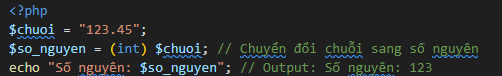 <?php
$chuoi = "123.45";
$so_nguyen = (int) $chuoi; // Chuyển đổi chuỗi sang số nguyên
echo "Số nguyên: $so_nguyen"; // Output: Số nguyên: 123